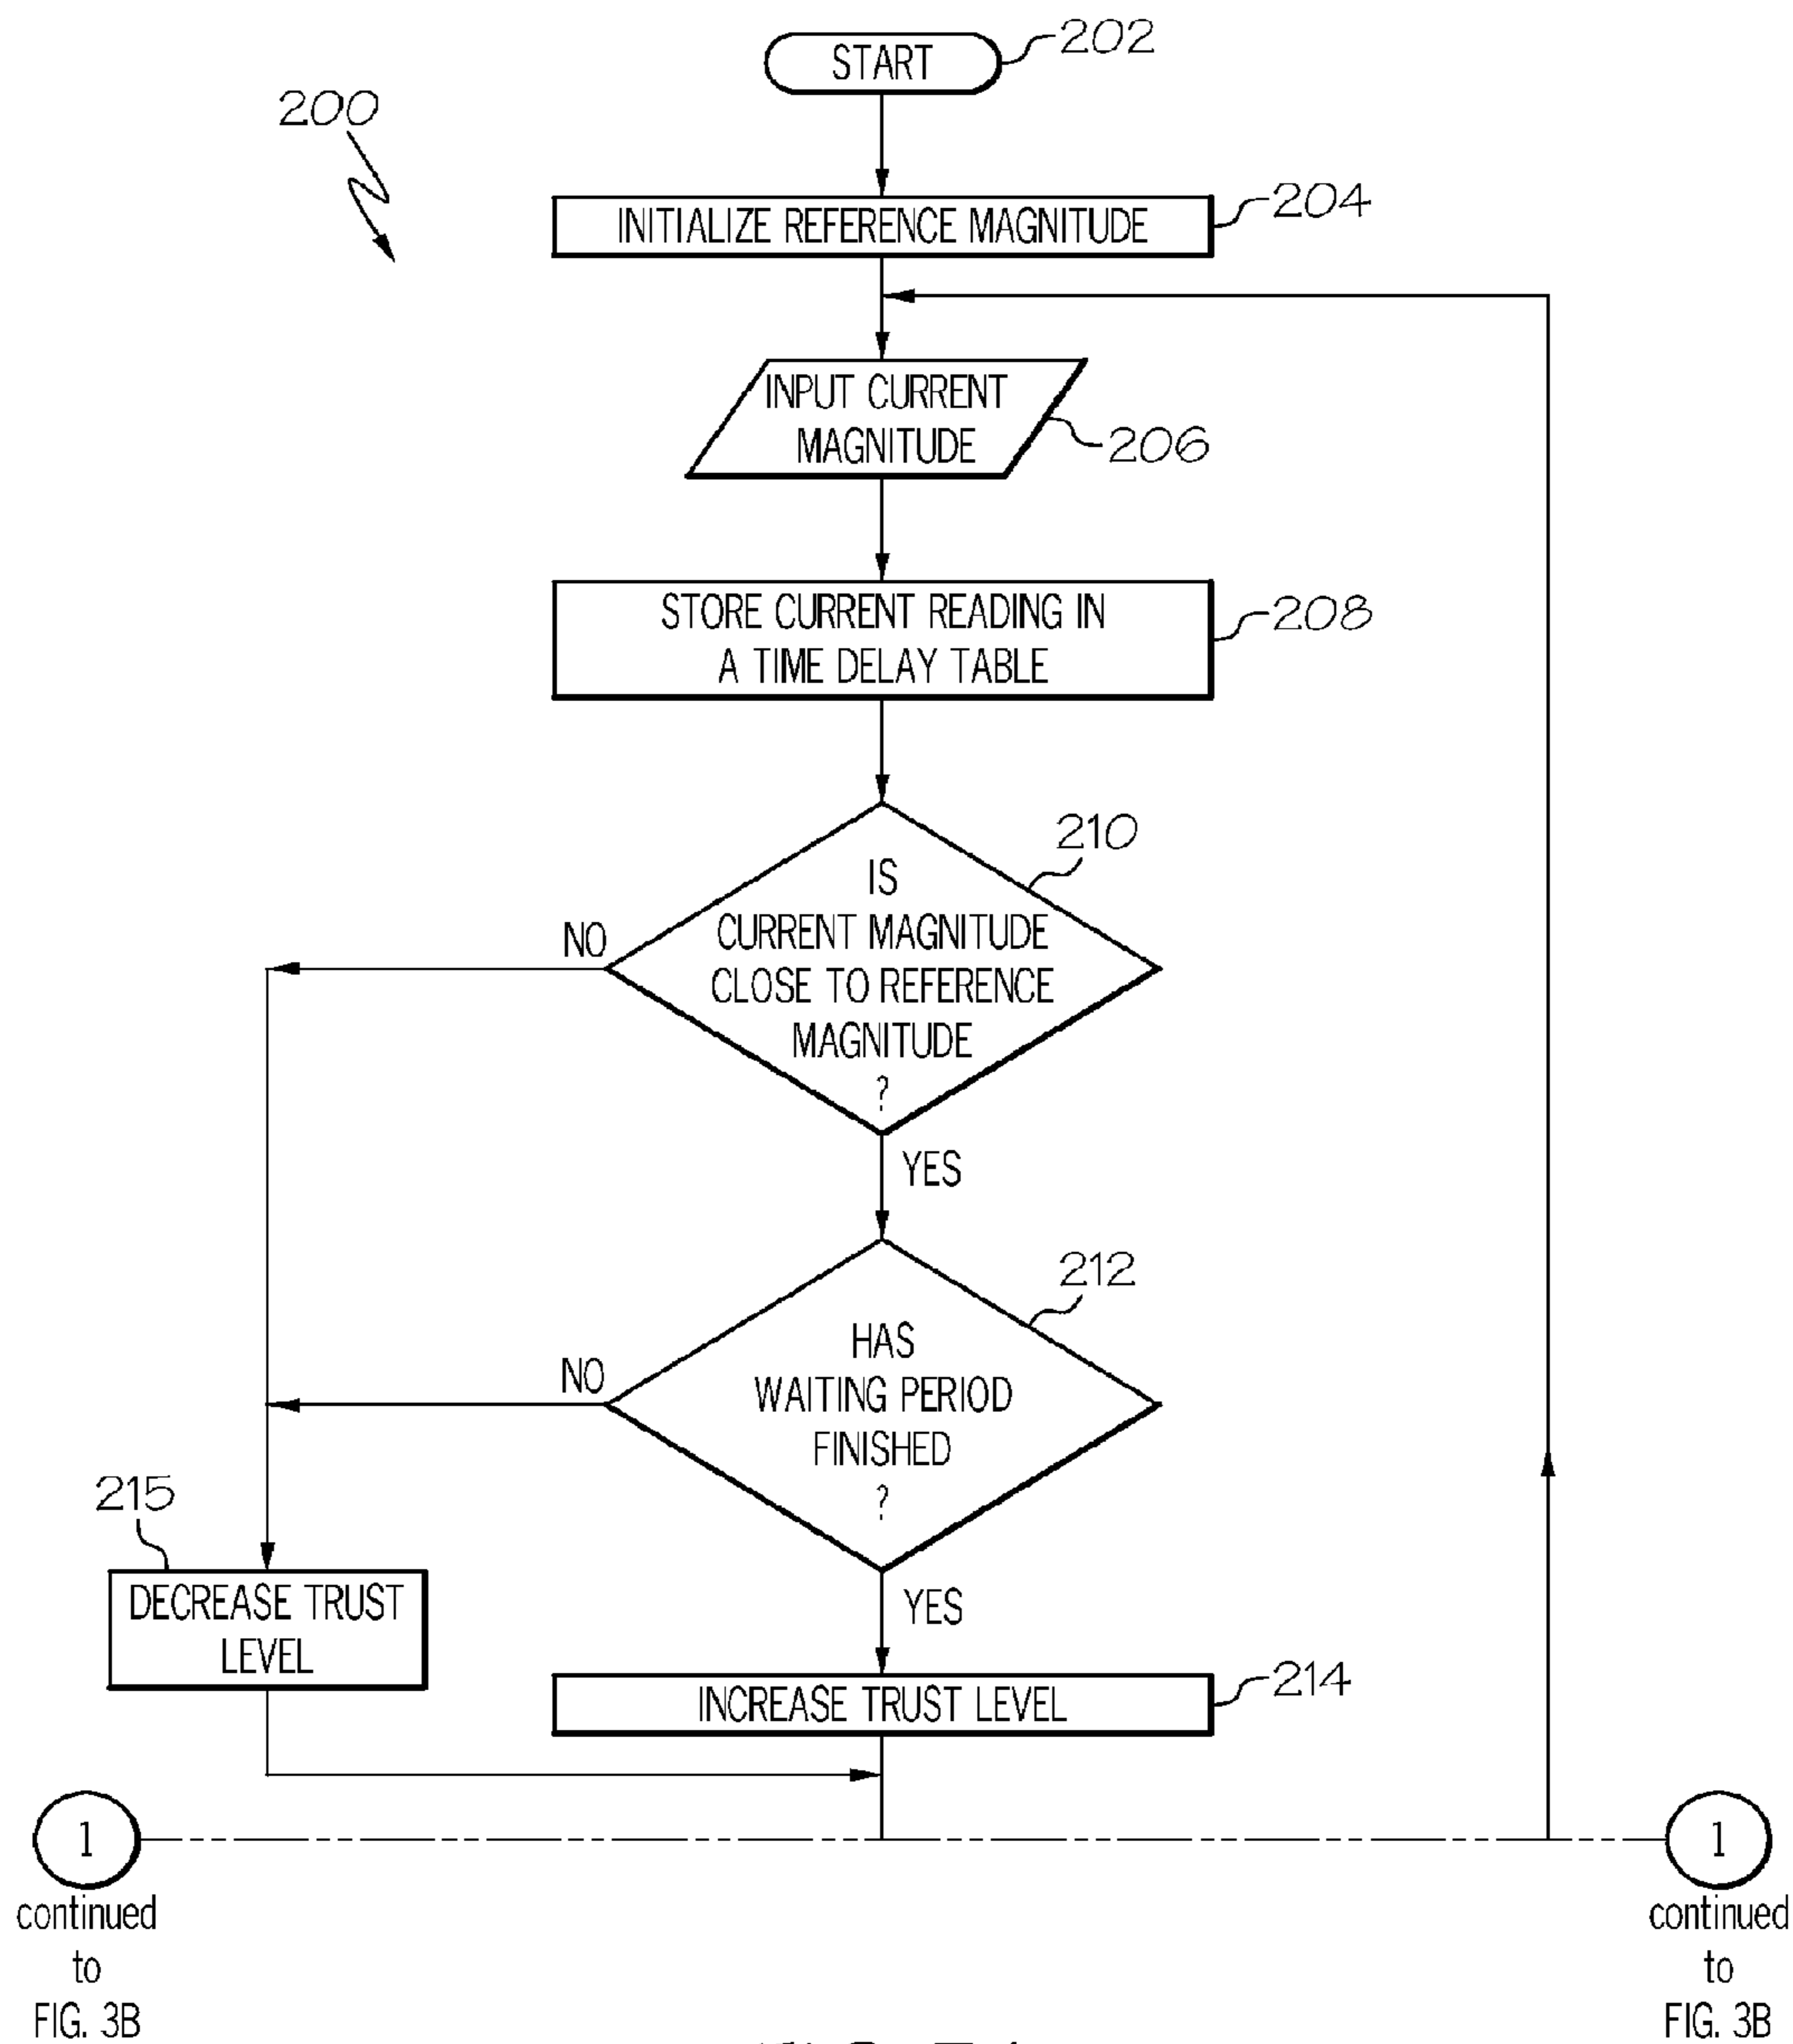 START
202
200
INITIALIZE REFERENCE MAGNITUDE
204
INPUT CURRENT
MAGNITUDE
206
STORE CURRENT READING IN
A TIME DELAY TABLE
208
210
IS
CURRENT MAGNITUDE
CLOSE TO REFERENCE
MAGNITUDE
?
NO
YES
212
HAS
WAITING PERIOD
FINISHED
?
NO
YES
215
DECREASE TRUST
LEVEL
INCREASE TRUST LEVEL
214
1
continued
to
FIG. 3B
1
continued
to
FIG. 3B